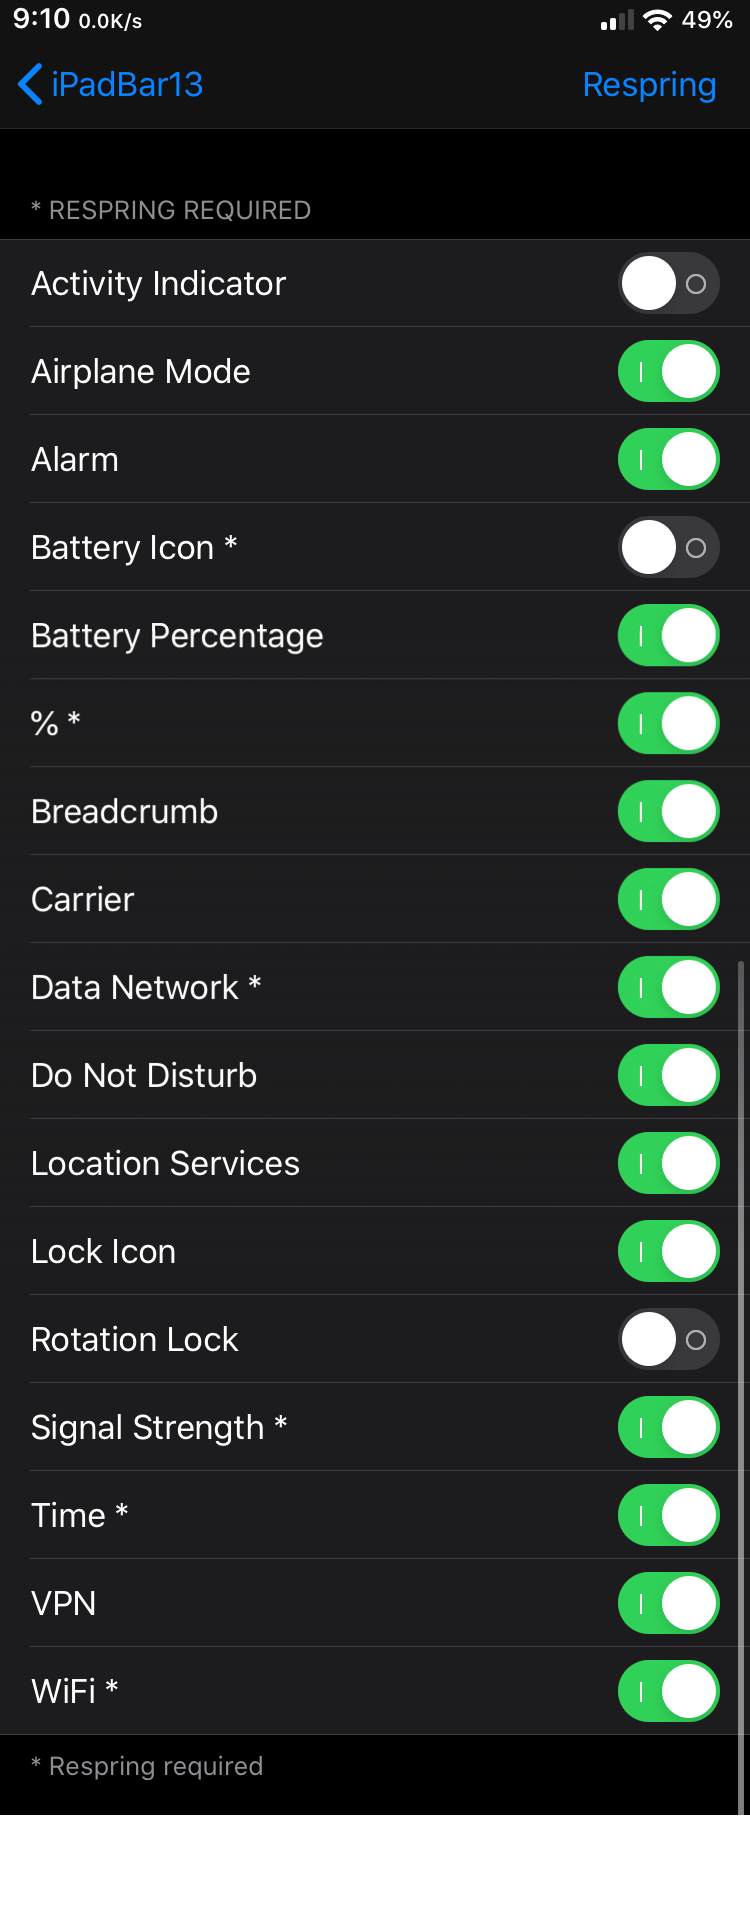 9:10 0.0K/s 49%
iPadBar13 Respring
* RESPRING REQUIRED
Activity Indicator
Airplane Mode
Alarm
Battery Icon *
Battery Percentage
% *
Breadcrumb
Carrier
Data Network *
Do Not Disturb
Location Services
Lock Icon
Rotation Lock
Signal Strength *
Time *
VPN
WiFi *
* Respring required